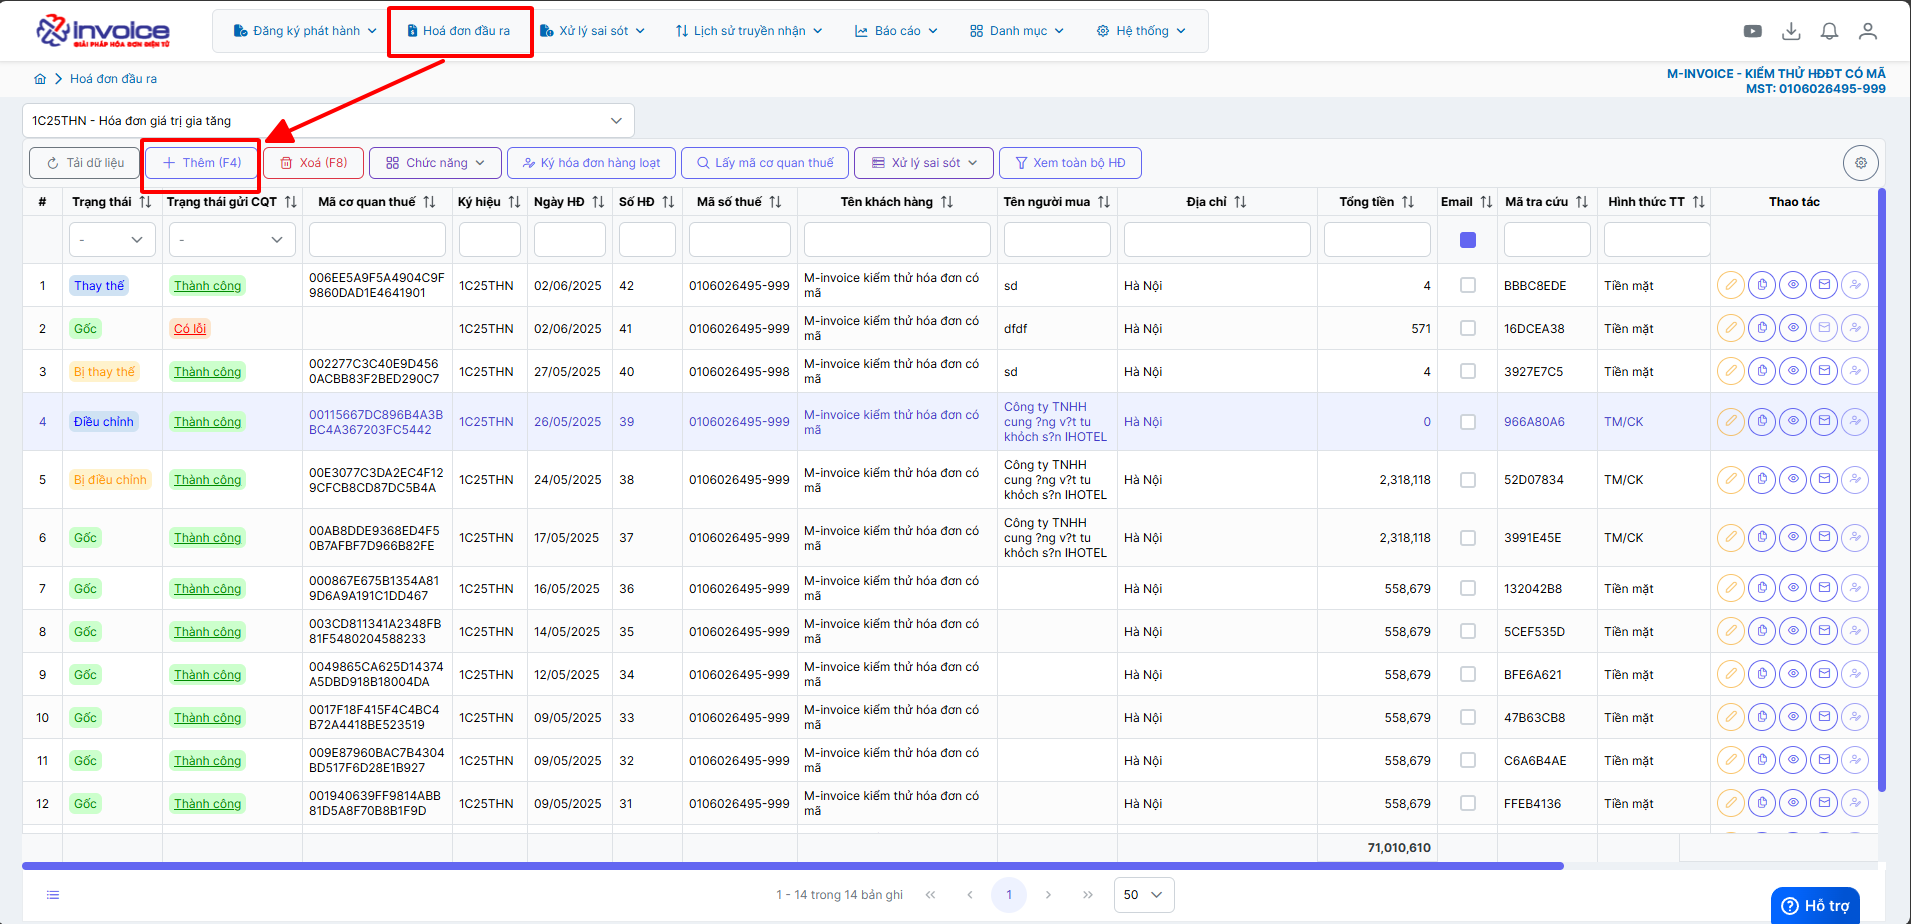 invoice
GIẢI PHÁP HÓA ĐƠN ĐIỆN TỬ
Đăng ký phát hành
Hoá đơn đầu ra
Xử lý sai sót
Lịch sử truyền nhận
Báo cáo
Danh mục
Hệ thống
Hoá đơn đầu ra
M-INVOICE - KIỂM THỬ HĐĐT CÓ MÃ
MST: 0106026495-999
1C25THN - Hóa đơn giá trị gia tăng
Tải dữ liệu
Thêm (F4)
Xoá (F8)
Chức năng
Ký hóa đơn hàng loạt
Lấy mã cơ quan thuế
Xử lý sai sót
Xem toàn bộ HĐ
# Trạng thái Trạng thái gửi CQT Mã cơ quan thuế Ký hiệu Ngày HĐ Số HĐ Mã số thuế Tên khách hàng Tên người mua Địa chỉ Tổng tiền Email Mã tra cứu Hình thức TT Thao tác
- -
1 Thay thế Thành công 006EE5A9F5A4904C9F9860DAD1E4641901 1C25THN 02/06/2025 42 0106026495-999 M-invoice kiểm thử hóa đơn có mã sd Hà Nội 4 BBBC8EDE Tiền mặt
2 Gốc Có lỗi 1C25THN 02/06/2025 41 0106026495-999 M-invoice kiểm thử hóa đơn có mã dfdf Hà Nội 571 16DCEA38 Tiền mặt
3 Bị thay thế Thành công 002277C3C40E9D4560ACBB83F2BED290C7 1C25THN 27/05/2025 40 0106026495-998 M-invoice kiểm thử hóa đơn có mã sd Hà Nội 4 3927E7C5 Tiền mặt
4 Điều chỉnh Thành công 00115667DC896B4A3BBC4A367203FC5442 1C25THN 26/05/2025 39 0106026495-999 M-invoice kiểm thử hóa đơn có mã Công ty TNHH cung ?ng v?t tu khóch s?n IHOTEL Hà Nội 0 966A80A6 TM/CK
5 Bị điều chỉnh Thành công 00E3077C3DA2EC4F129CFCB8CD87DC5B4A 1C25THN 24/05/2025 38 0106026495-999 M-invoice kiểm thử hóa đơn có mã Công ty TNHH cung ?ng v?t tu khóch s?n IHOTEL Hà Nội 2,318,118 52D07834 TM/CK
6 Gốc Thành công 00AB8DDE9368ED4F50B7AFBF7D966B82FE 1C25THN 17/05/2025 37 0106026495-999 M-invoice kiểm thử hóa đơn có mã Công ty TNHH cung ?ng v?t tu khóch s?n IHOTEL Hà Nội 2,318,118 3991E45E TM/CK
7 Gốc Thành công 000867E675B1354A819D6A9A191C1DD467 1C25THN 16/05/2025 36 0106026495-999 M-invoice kiểm thử hóa đơn có mã Hà Nội 558,679 132042B8 Tiền mặt
8 Gốc Thành công 003CD811341A2348FB81F5480204588233 1C25THN 14/05/2025 35 0106026495-999 M-invoice kiểm thử hóa đơn có mã Hà Nội 558,679 5CEF535D Tiền mặt
9 Gốc Thành công 0049865CA625D14374A5DBD918B18004DA 1C25THN 12/05/2025 34 0106026495-999 M-invoice kiểm thử hóa đơn có mã Hà Nội 558,679 BFE6A621 Tiền mặt
10 Gốc Thành công 0017F18F415F4C4BC4B72A4418BE523519 1C25THN 09/05/2025 33 0106026495-999 M-invoice kiểm thử hóa đơn có mã Hà Nội 558,679 47B63CB8 Tiền mặt
11 Gốc Thành công 009E87960BAC7B4304BD517F6D28E1B927 1C25THN 09/05/2025 32 0106026495-999 M-invoice kiểm thử hóa đơn có mã Hà Nội 558,679 C6A6B4AE Tiền mặt
12 Gốc Thành công 001940639FF9814ABB81D5A8F70B8B1F9D 1C25THN 09/05/2025 31 0106026495-999 M-invoice kiểm thử hóa đơn có mã Hà Nội 558,679 FFEB4136 Tiền mặt
71,010,610
1 - 14 trong 14 bản ghi
1
50
Hỗ trợ